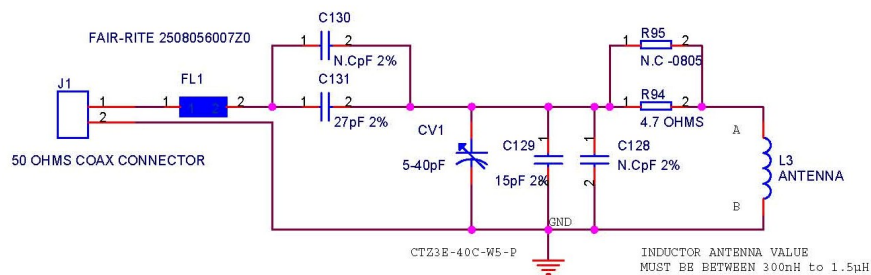 C130
FAIR-RITE 2508056007Z0
1 2
R95
N.CpF 2%
1 2
J1
FL1
C131
N.C -0805
1 1 2 1 2
R94
1 2
2
27pF 2%
4.7 OHMS
CV1
C129
1
C128
1
A
50 OHMS COAX CONNECTOR
5-40pF
15pF 2%
2
N.CpF 2%
2
L3
ANTENNA
B
GND
CTZ3E-40C-W5-P
INDUCTOR ANTENNA VALUE
MUST BE BETWEEN 300nH to 1.5µH